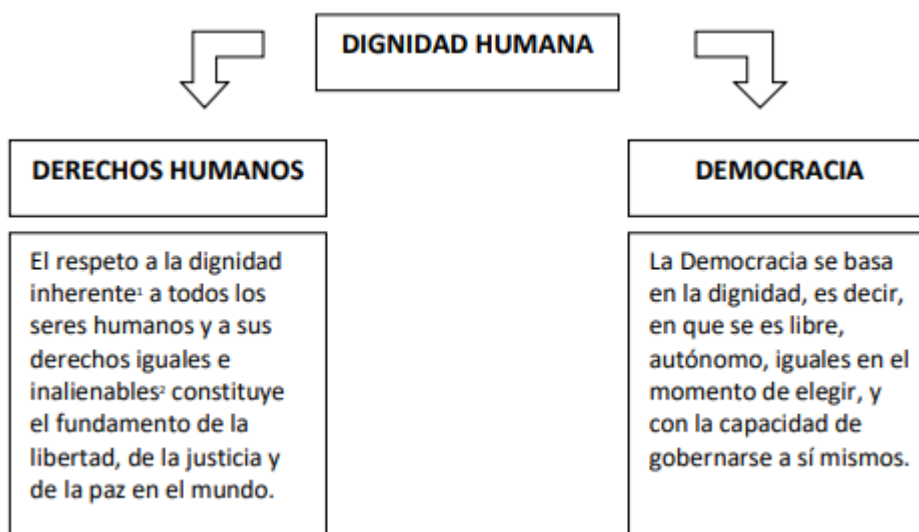 DIGNIDAD HUMANA
DERECHOS HUMANOS
El respeto a la dignidad
inherente¹ a todos los
seres humanos y a sus
derechos iguales e
inalienables² constituye
el fundamento de la
libertad, de la justicia y
de la paz en el mundo.
DEMOCRACIA
La Democracia se basa
en la dignidad, es decir,
en que se es libre,
autónomo, iguales en el
momento de elegir, y
con la capacidad de
gobernarse a sí mismos.